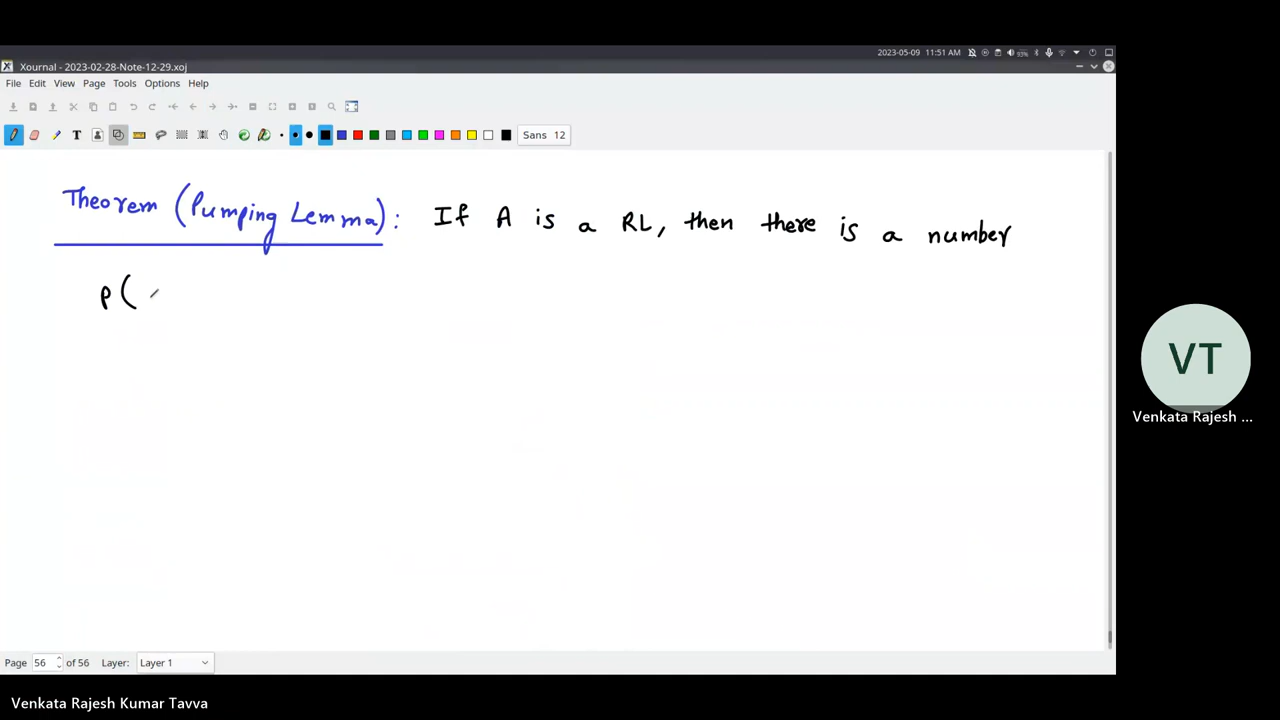 2023-05-09 11:51 AM
Xournal - 2023-02-28-Note-12-29.xoj
File Edit View Page Tools Options Help
T Sans 12
Theorem (Pumping Lemma): If A is a RL, then there is a number
p (
VT
Venkata Rajesh ...
Page 56 of 56 Layer: Layer 1
Venkata Rajesh Kumar Tavva